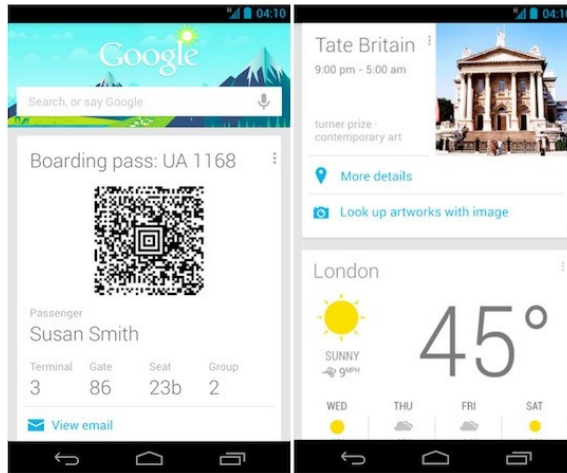 H 04:10
Google
Search, or say Google
Boarding pass: UA 1168
Passenger
Susan Smith
Terminal Gate Seat Group
3 86 23b 2
View email
H 04:10
Tate Britain
9:00 pm - 5:00 am
turner prize ·
contemporary art
More details
Look up artworks with image
London
45°
SUNNY
9MPH
WED THU FRI SAT